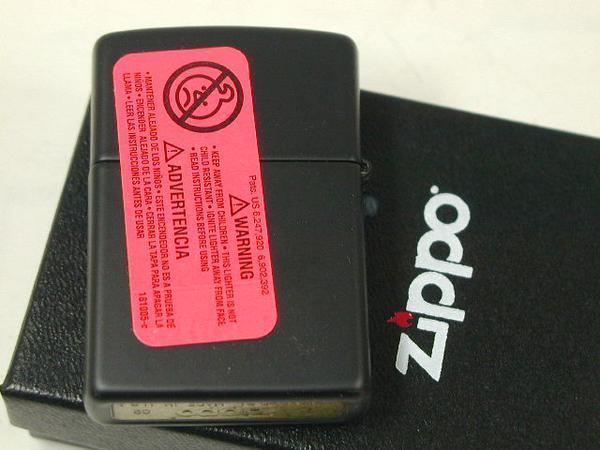 Pats. US 6,247,920 6,902,392
WARNING
• KEEP AWAY FROM CHILDREN • THIS LIGHTER IS NOT
CHILD RESISTANT • IGNITE LIGHTER AWAY FROM FACE
• READ INSTRUCTIONS BEFORE USING
ADVERTENCIA
• MANTENER ALEJADO DE LOS NIÑOS • ESTE ENCENDEDOR NO ES A PRUEBA DE
NIÑOS • ENCENDER ALEJADO DE LA CARA • CERRAR LA TAPA PARA APAGAR LA
LLAMA • LEER LAS INSTRUCCIONES ANTES DE USAR
181005-c
zippo
Zippo